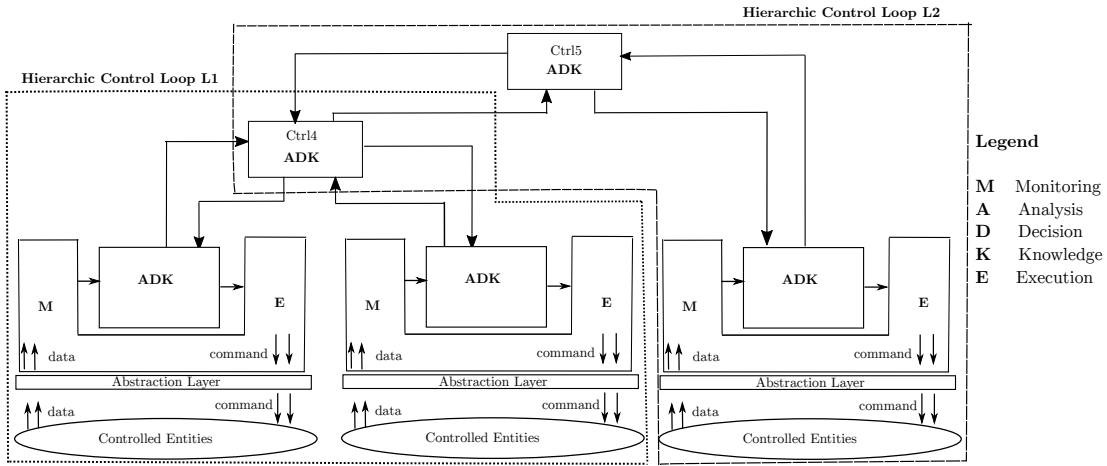 Hierarchic Control Loop L2
Ctrl5
ADK
Hierarchic Control Loop L1
Ctrl4
ADK
Legend
M Monitoring
A Analysis
D Decision
K Knowledge
E Execution
M ADK E
data command
Abstraction Layer
data command
Controlled Entities
M ADK E
data command
Abstraction Layer
data command
Controlled Entities
M ADK E
data command
Abstraction Layer
data command
Controlled Entities